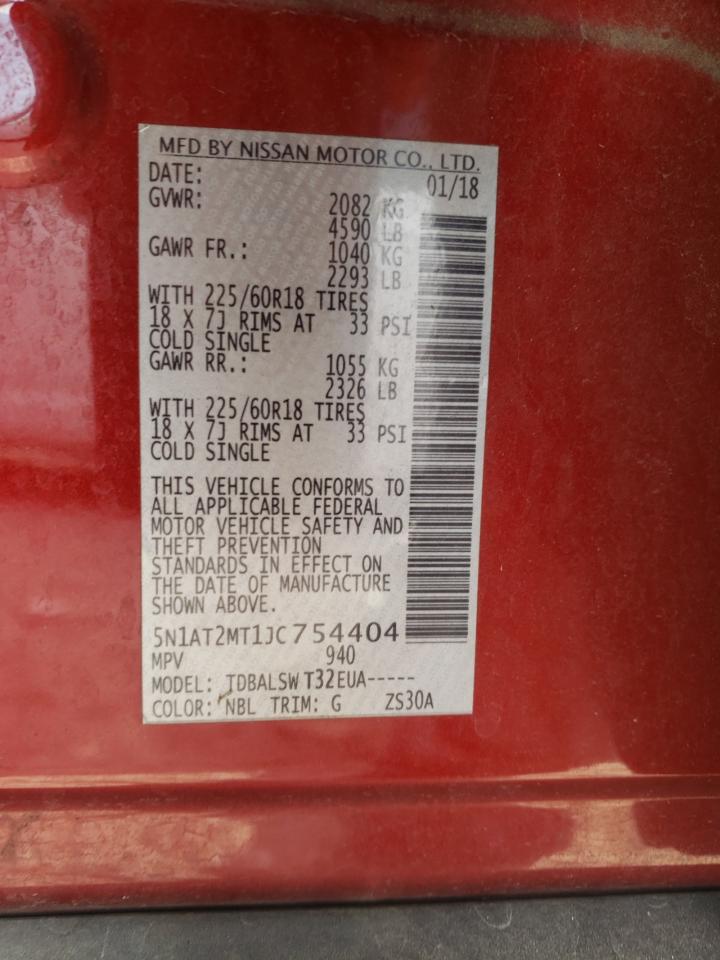 MFD BY NISSAN MOTOR CO., LTD.
DATE: 01/18
GVWR: 2082 KG
4590 LB
GAWR FR.: 1040 KG
2293 LB
WITH 225/60R18 TIRES
18 X 7J RIMS AT 33 PSI
COLD SINGLE
GAWR RR.: 1055 KG
2326 LB
WITH 225/60R18 TIRES
18 X 7J RIMS AT 33 PSI
COLD SINGLE
THIS VEHICLE CONFORMS TO
ALL APPLICABLE FEDERAL
MOTOR VEHICLE SAFETY AND
THEFT PREVENTION
STANDARDS IN EFFECT ON
THE DATE OF MANUFACTURE
SHOWN ABOVE.
5N1AT2MT1JC754404
MPV 940
MODEL: TDBALSWT32EUA-----
COLOR: NBL TRIM: G ZS30A